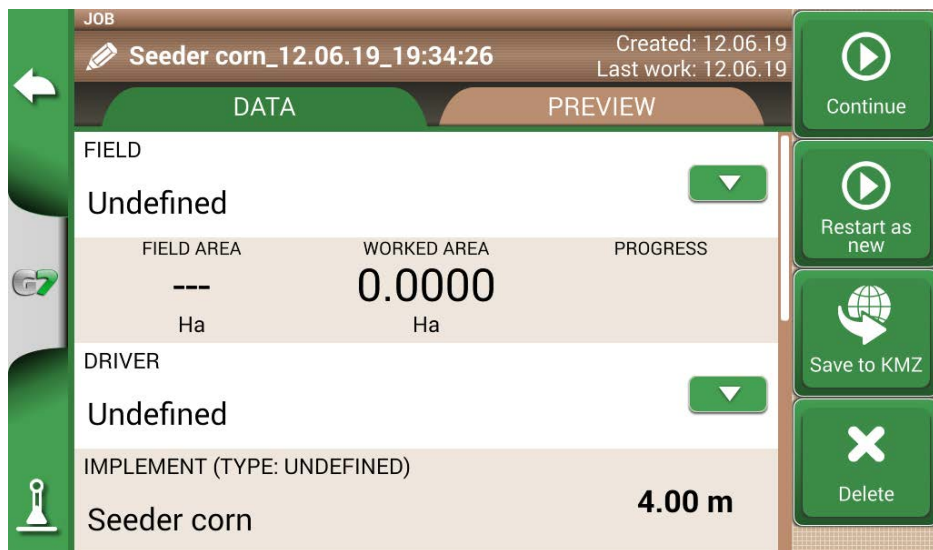 JOB
Seeder corn_12.06.19_19:34:26
Created: 12.06.19
Last work: 12.06.19
DATA
PREVIEW
FIELD
Undefined
FIELD AREA WORKED AREA PROGRESS
--- 0.0000
Ha Ha
DRIVER
Undefined
IMPLEMENT (TYPE: UNDEFINED)
Seeder corn 4.00 m
G7
Continue
Restart as
new
Save to KMZ
Delete